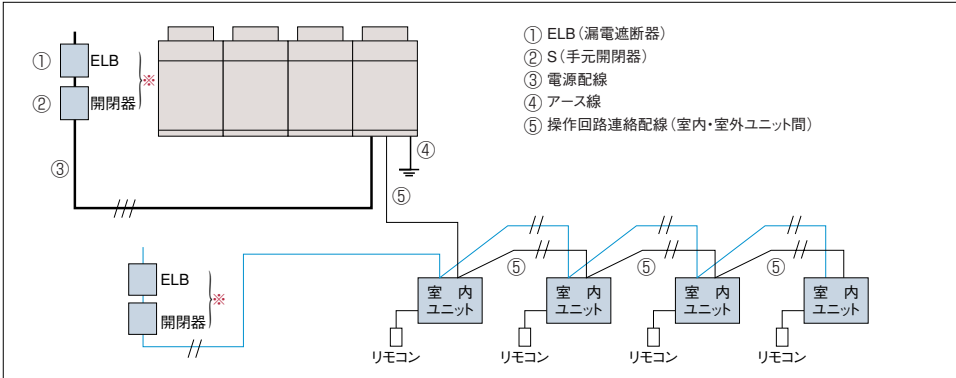 ① ELB
※
② 開閉器
③
④
⑤
① ELB(漏電遮断器)
② S(手元開閉器)
③ 電源配線
④ アース線
⑤ 操作回路連絡配線(室内・室外ユニット間)
ELB
※
開閉器
⑤
⑤
⑤
室 内
ユニット
室 内
ユニット
室 内
ユニット
室 内
ユニット
リモコン
リモコン
リモコン
リモコン